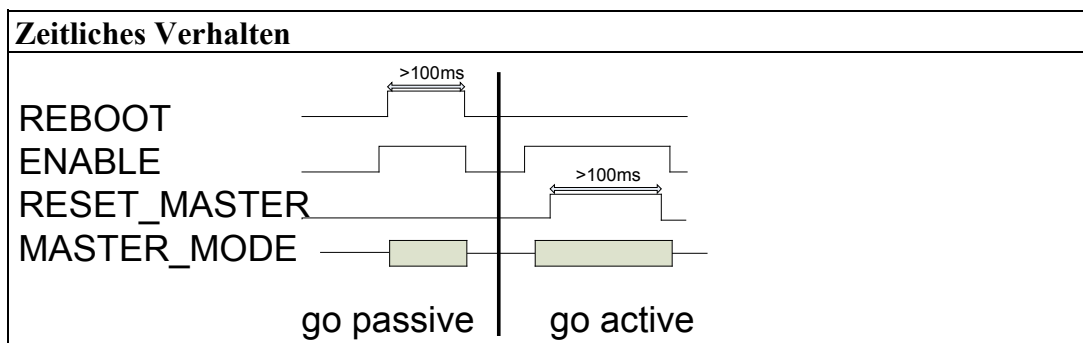 Zeitliches Verhalten
>100ms
REBOOT
ENABLE
>100ms
RESET_MASTER
MASTER_MODE
go passive
go active